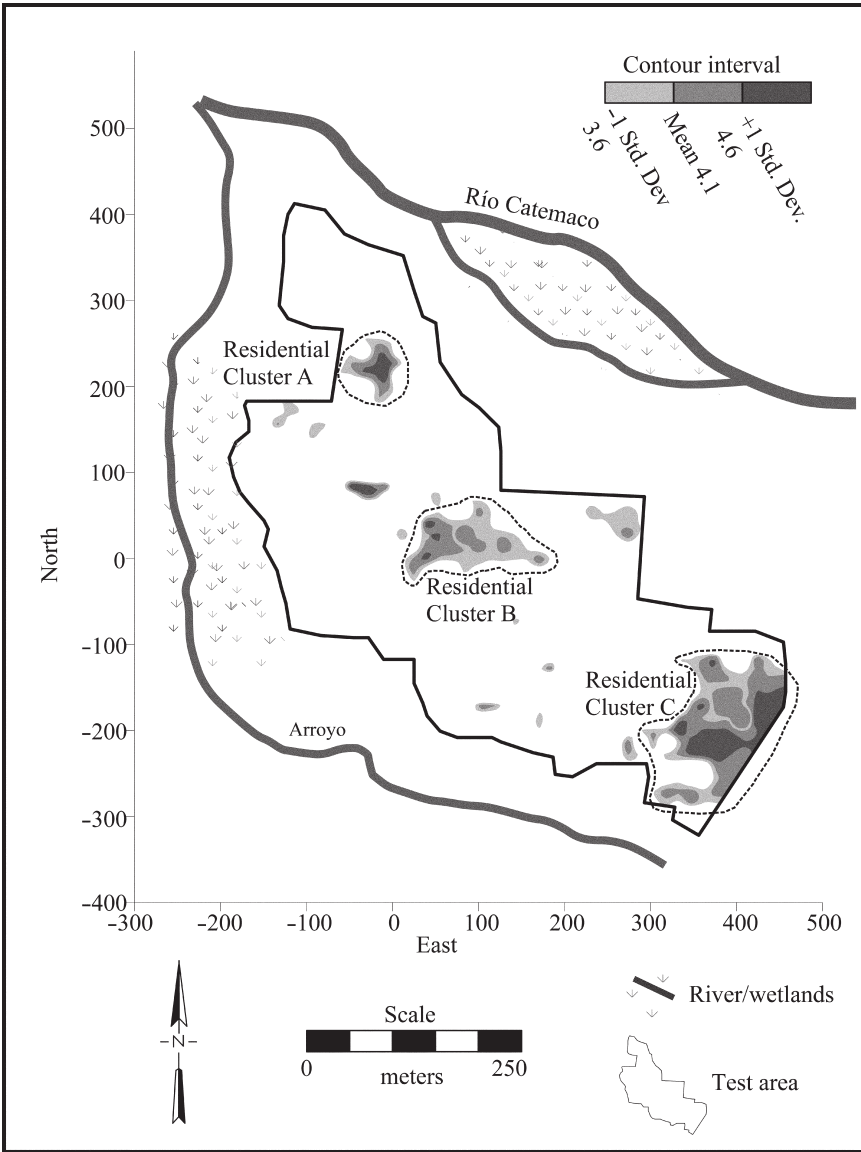 Contour interval
3.6
-1 Std. Dev
Mean 4.1
4.6
+1 Std. Dev.
500
400
300
200
100
0
-100
-200
-300
-400
North
Río Catemaco
Residential
Cluster A
Residential
Cluster B
Residential
Cluster C
Arroyo
-300
-200
-100
0
100
200
300
400
500
East
-N-
Scale
0
250
meters
River/wetlands
Test area